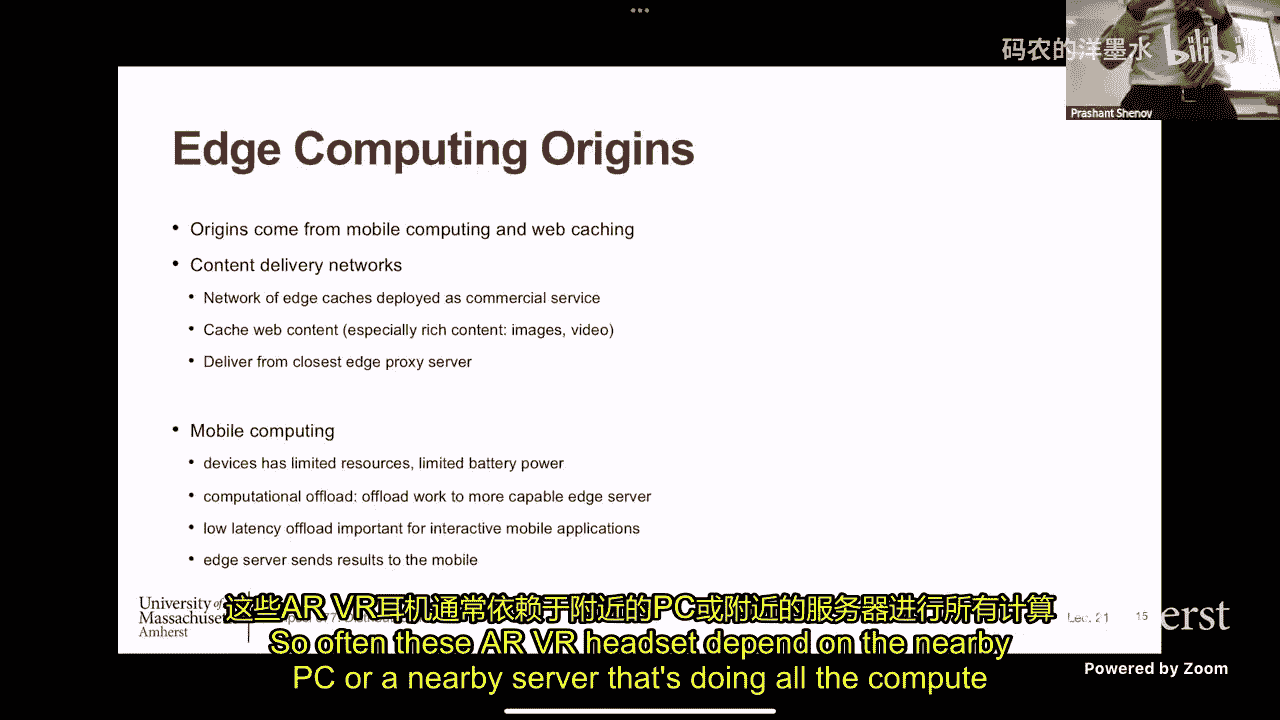 码农的洋墨水 bilibili
Prashant Shenoy
Edge Computing Origins
• Origins come from mobile computing and web caching
• Content delivery networks
• Network of edge caches deployed as commercial service
• Cache web content (especially rich content: images, video)
• Deliver from closest edge proxy server
• Mobile computing
• devices has limited resources, limited battery power
• computational offload: offload work to more capable edge server
• low latency offload important for interactive mobile applications
• edge server sends results to the mobile
University of
Massachusetts
Amherst
Lec. 21
15
erst
这些AR VR耳机通常依赖于附近的PC或附近的服务器进行所有计算
So often these AR VR headset depend on the nearby
PC or a nearby server that's doing all the compute
Powered by Zoom